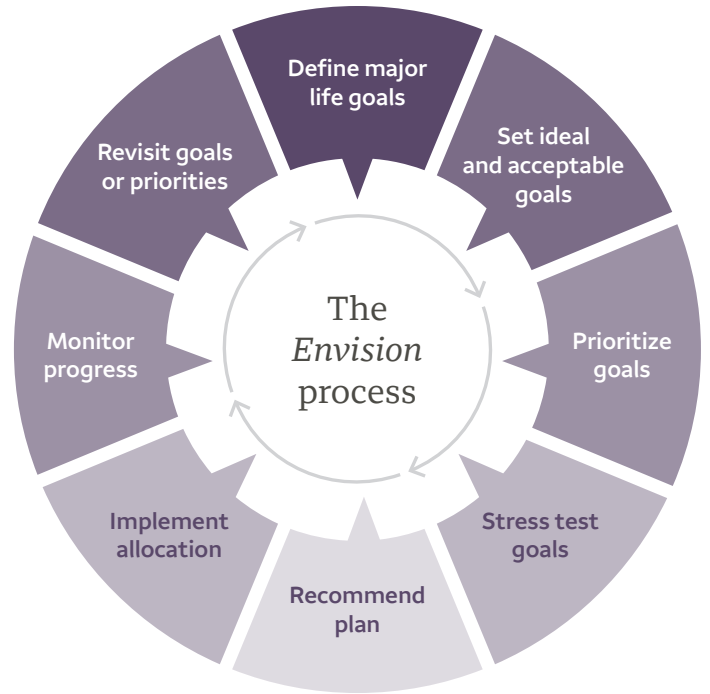 Define major
life goals
Set ideal
and acceptable
goals
Prioritize
goals
Stress test
goals
Recommend
plan
Implement
allocation
Monitor
progress
Revisit goals
or priorities
The
Envision
process